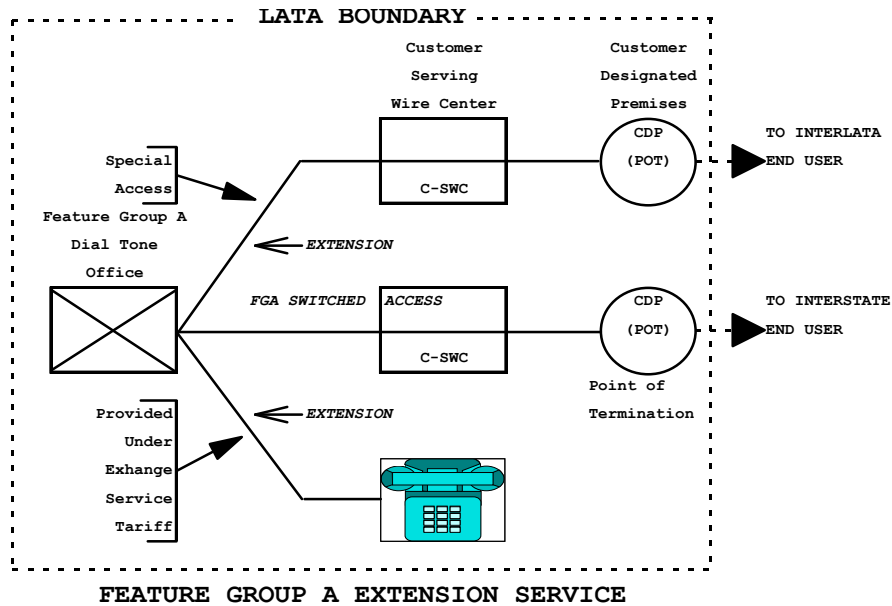 LATA BOUNDARY
Customer
Serving
Wire Center
Customer
Designated
Premises
CDP
(POT)
TO INTERLATA
END USER
C-SWC
Special
Access
Feature Group A
Dial Tone
Office
EXTENSION
FGA SWITCHED ACCESS
C-SWC
CDP
(POT)
TO INTERSTATE
END USER
Point of
Termination
EXTENSION
Provided
Under
Exhange
Service
Tariff
FEATURE GROUP A EXTENSION SERVICE